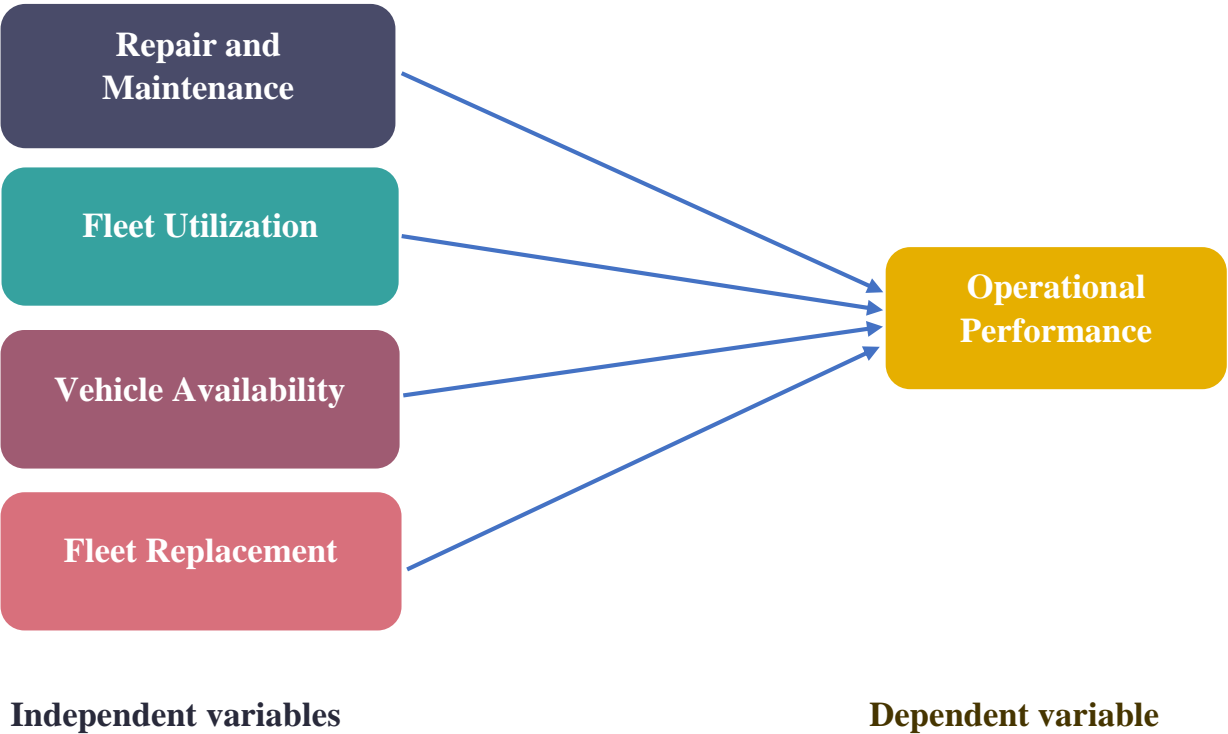 Repair and
Maintenance
Fleet Utilization
Vehicle Availability
Fleet Replacement
Operational
Performance
Independent variables
Dependent variable